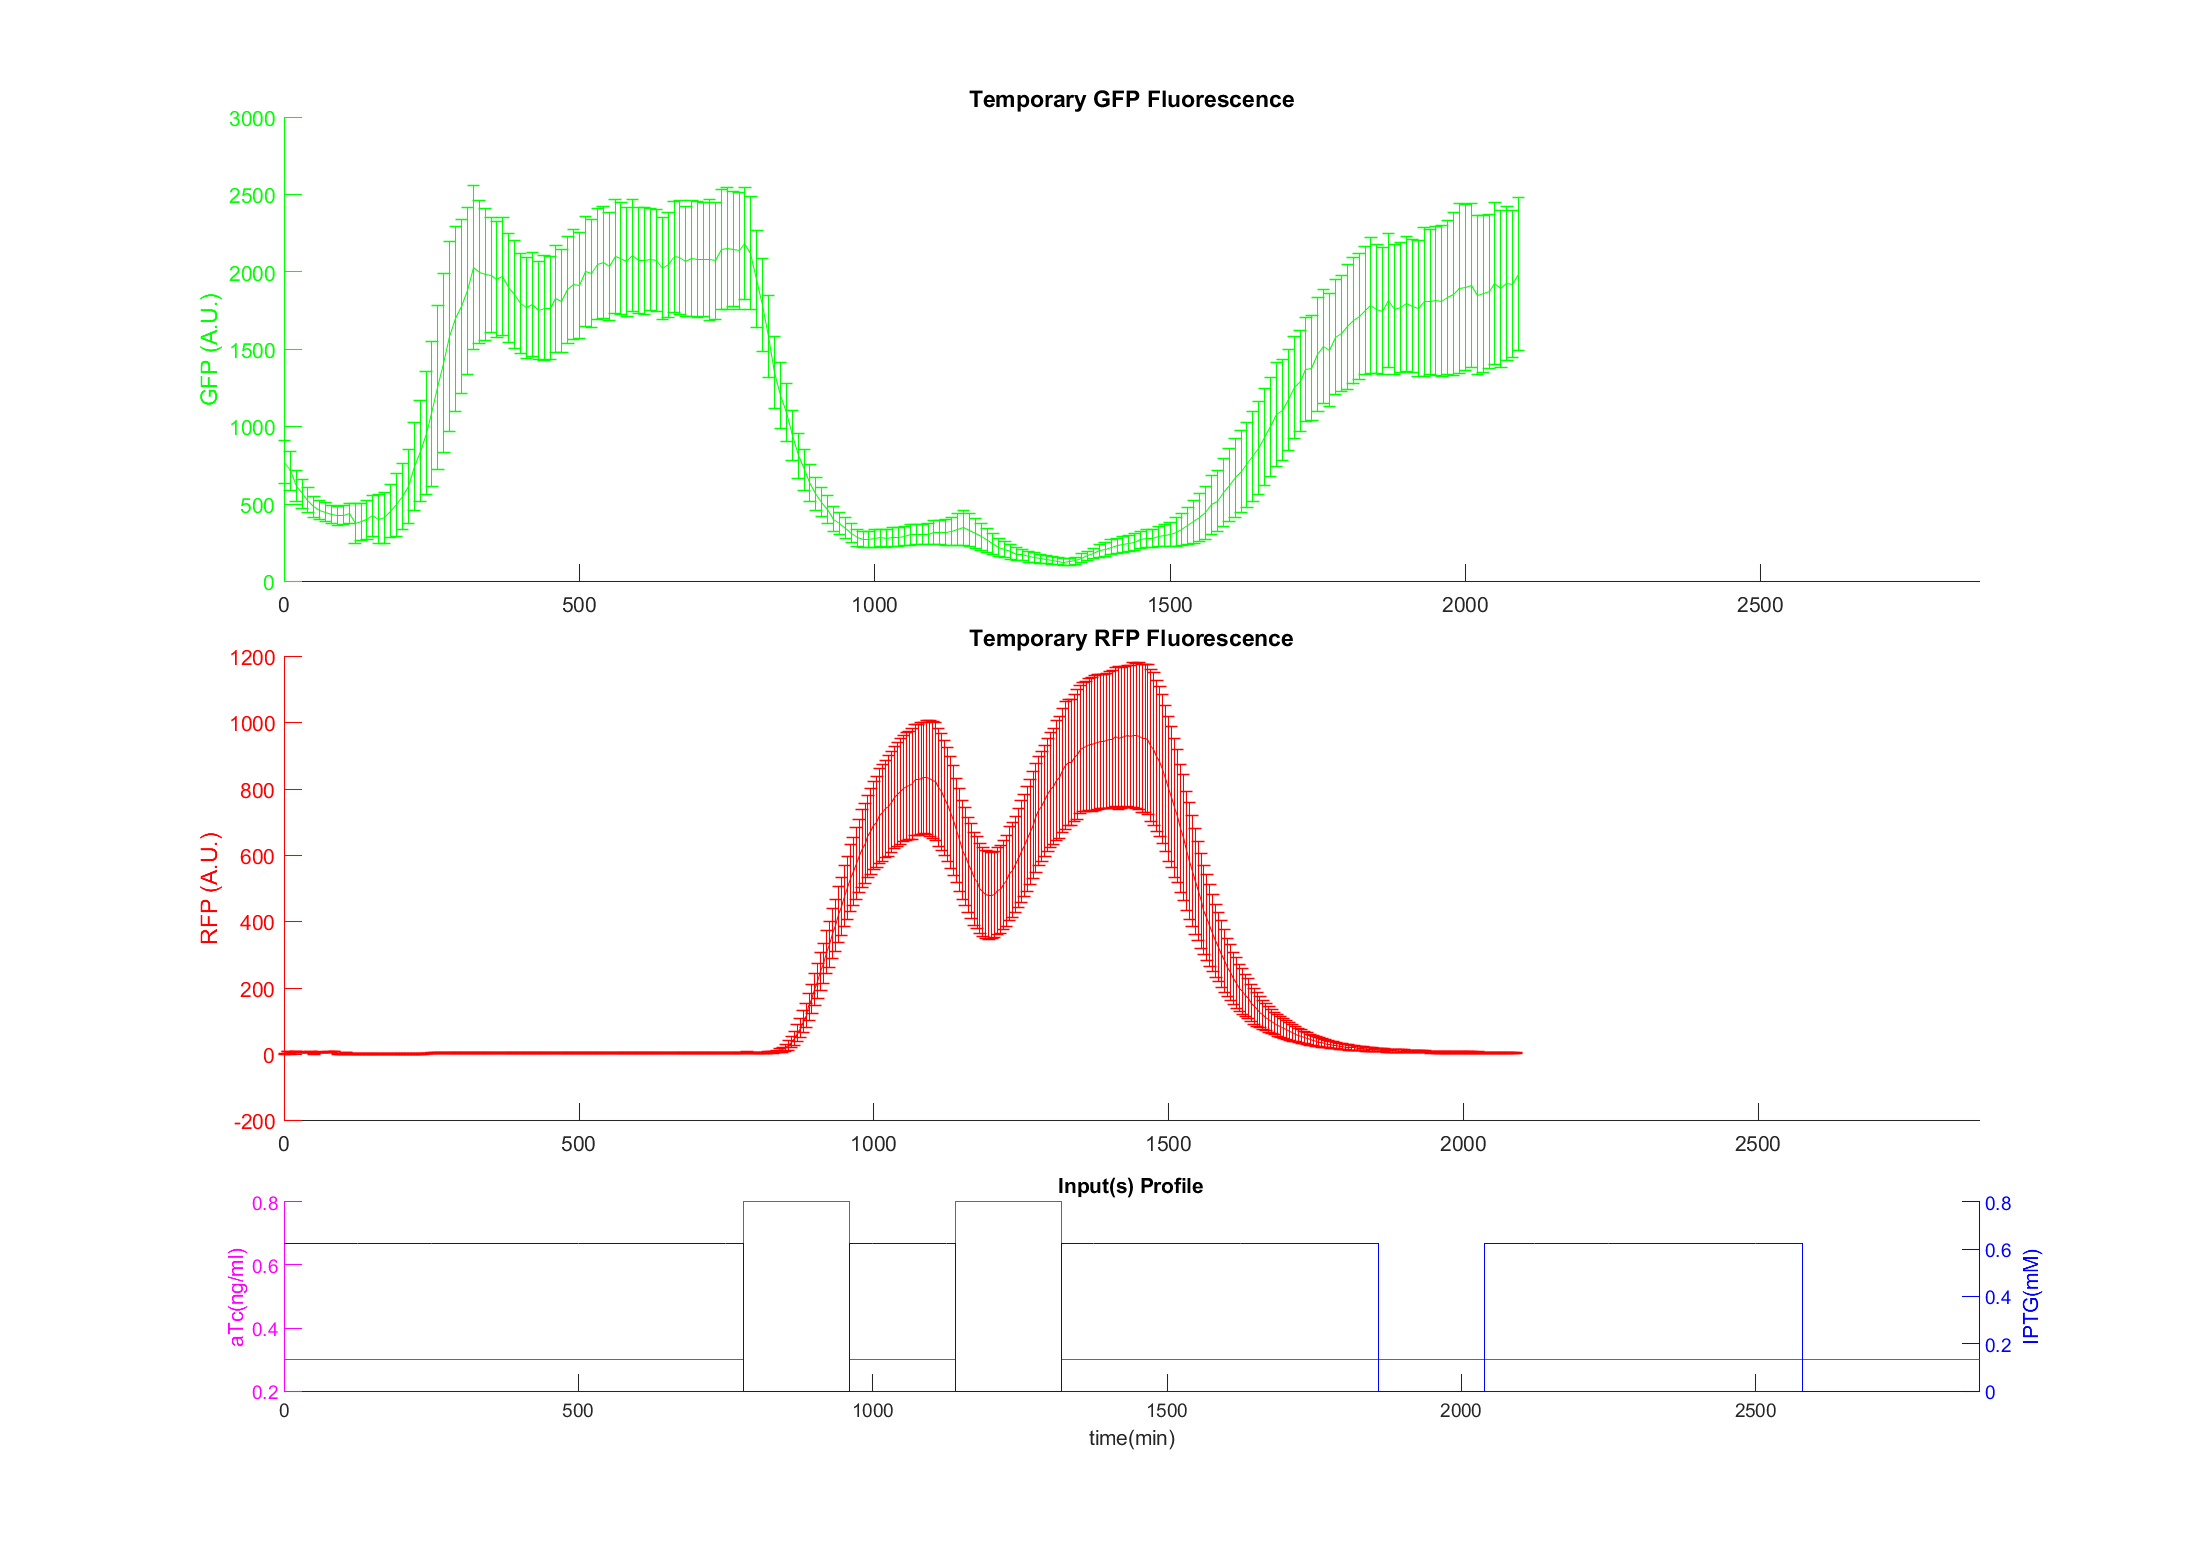 Temporary GFP Fluorescence
3000
2500
2000
1500
1000
500
0
GFP (A.U.)
0 500 1000 1500 2000 2500
Temporary RFP Fluorescence
1200
1000
800
600
400
200
0
-200
RFP (A.U.)
0 500 1000 1500 2000 2500
Input(s) Profile
0.8
0.6
0.4
0.2
aTc(ng/ml)
0.8
0.6
0.4
0.2
0
IPTG(mM)
0 500 1000 1500 2000 2500
time(min)